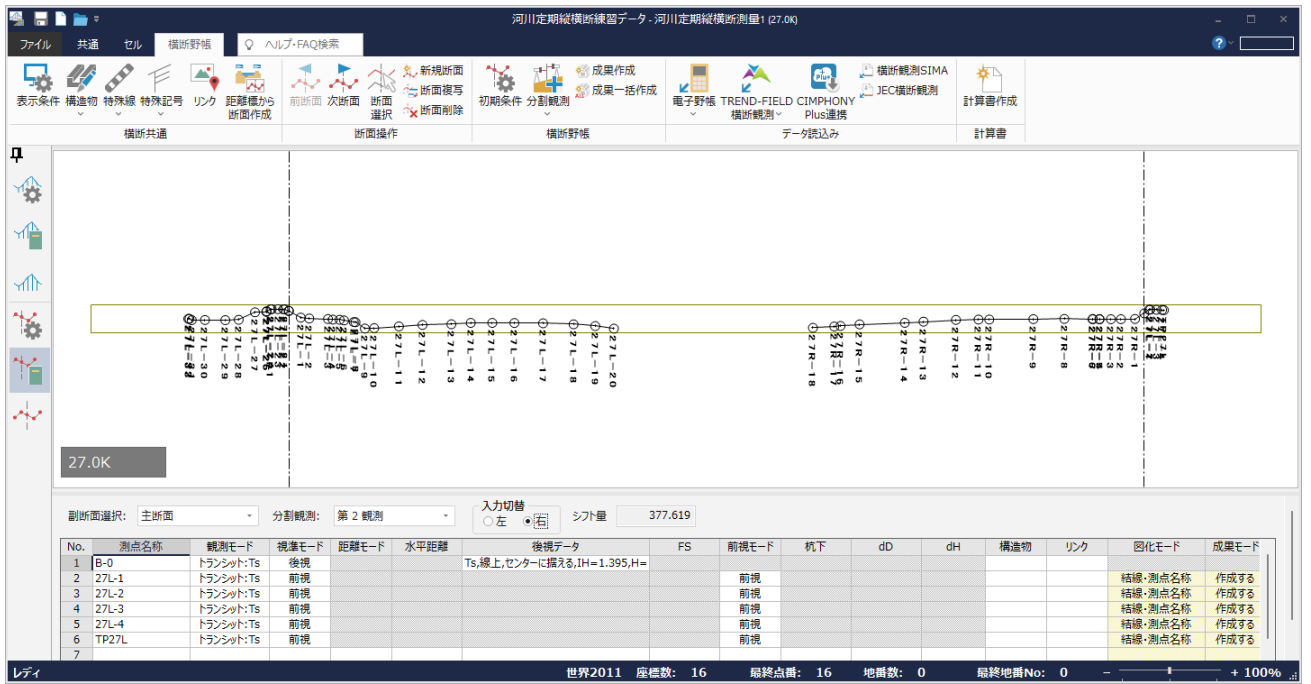 河川定期縦横断練習データ - 河川定期縦横断測量1 (27.0K)
ファイル 共通 セル 横断野帳 ヘルプ・FAQ検索
表示条件 構造物 特殊線 特殊記号 リンク 距離標から断面作成
横断共通
前断面 次断面 断面選択 新規断面 断面複写 断面削除
断面操作
初期条件 分割観測 成果作成 成果一括作成
横断野帳
電子野帳 TREND-FIELD横断観測 CIMPHONY Plus連携 横断観測SIMA JEC横断観測
データ読込み
計算書作成
計算書
27L-30 27L-29 27L-28 27L-27 27L-1 27L-2 27L-9 27L-10 27L-11 27L-12 27L-13 27L-14 27L-15 27L-16 27L-17 27L-18 27L-19 27L-20
27R-18 27R-15 27R-14 27R-13 27R-12 27R-11 27R-10 27R-9 27R-8 27R-3 27R-2 27R-1
27.0K
副断面選択: 主断面 分割観測: 第 2 観測 入力切替 左 右 シフト量 377.619
No. 測点名称 観測モード 視準モード 距離モード 水平距離 後視データ FS 前視モード 杭下 dD dH 構造物 リンク 図化モード 成果モード
1 B-0 トランシット:Ts 後視 Ts,線上,センターに据える,IH=1.395,H=
2 27L-1 トランシット:Ts 前視 前視 結線・測点名称 作成する
3 27L-2 トランシット:Ts 前視 前視 結線・測点名称 作成する
4 27L-3 トランシット:Ts 前視 前視 結線・測点名称 作成する
5 27L-4 トランシット:Ts 前視 前視 結線・測点名称 作成する
6 TP27L トランシット:Ts 前視 前視 結線・測点名称 作成する
7
レディ 世界2011 座標数: 16 最終点番: 16 地番数: 0 最終地番No: 0 - + 100%